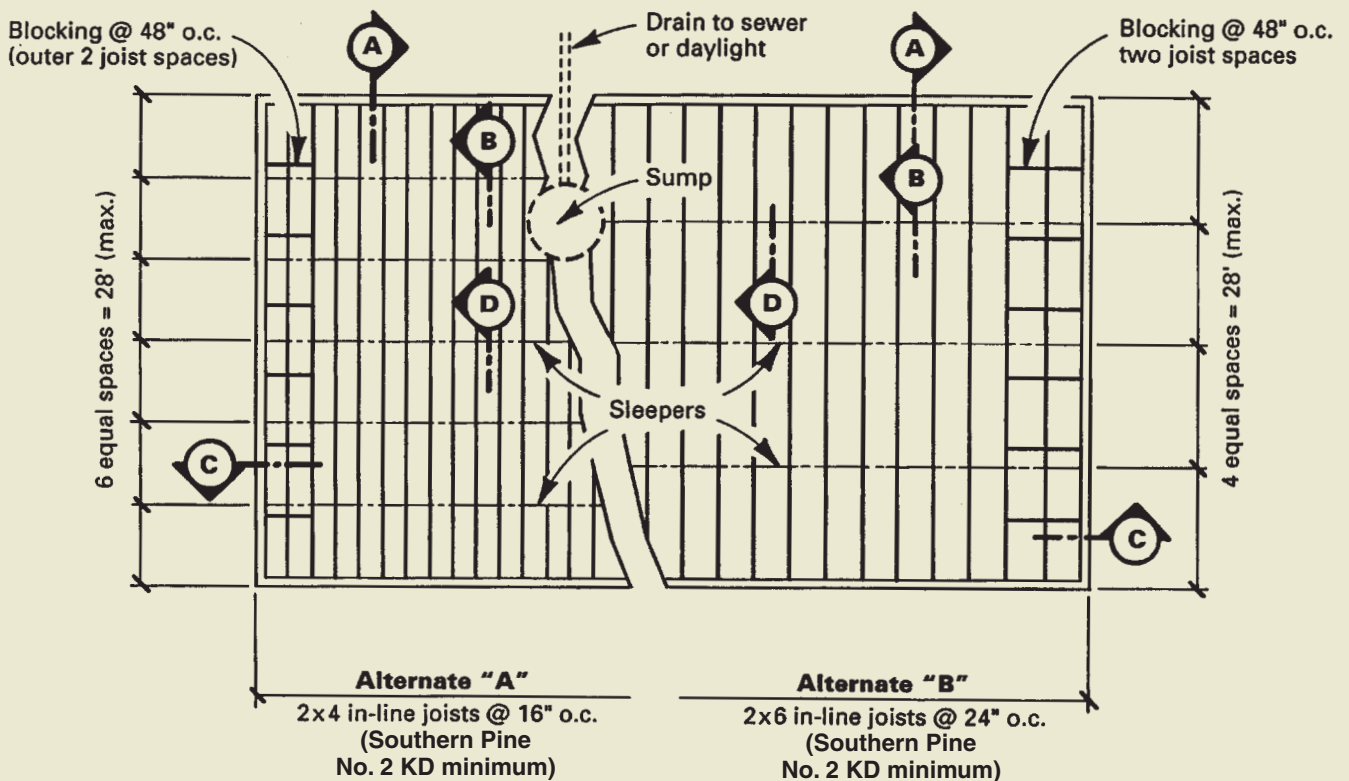 Blocking @ 48" o.c.
(outer 2 joist spaces)
A
Drain to sewer
or daylight
A
Blocking @ 48" o.c.
two joist spaces
B
Sump
B
6 equal spaces = 28' (max.)
4 equal spaces = 28' (max.)
D
D
Sleepers
C
C
Alternate “A”
2x4 in-line joists @ 16" o.c.
(Southern Pine
No. 2 KD minimum)
Alternate “B”
2x6 in-line joists @ 24" o.c.
(Southern Pine
No. 2 KD minimum)